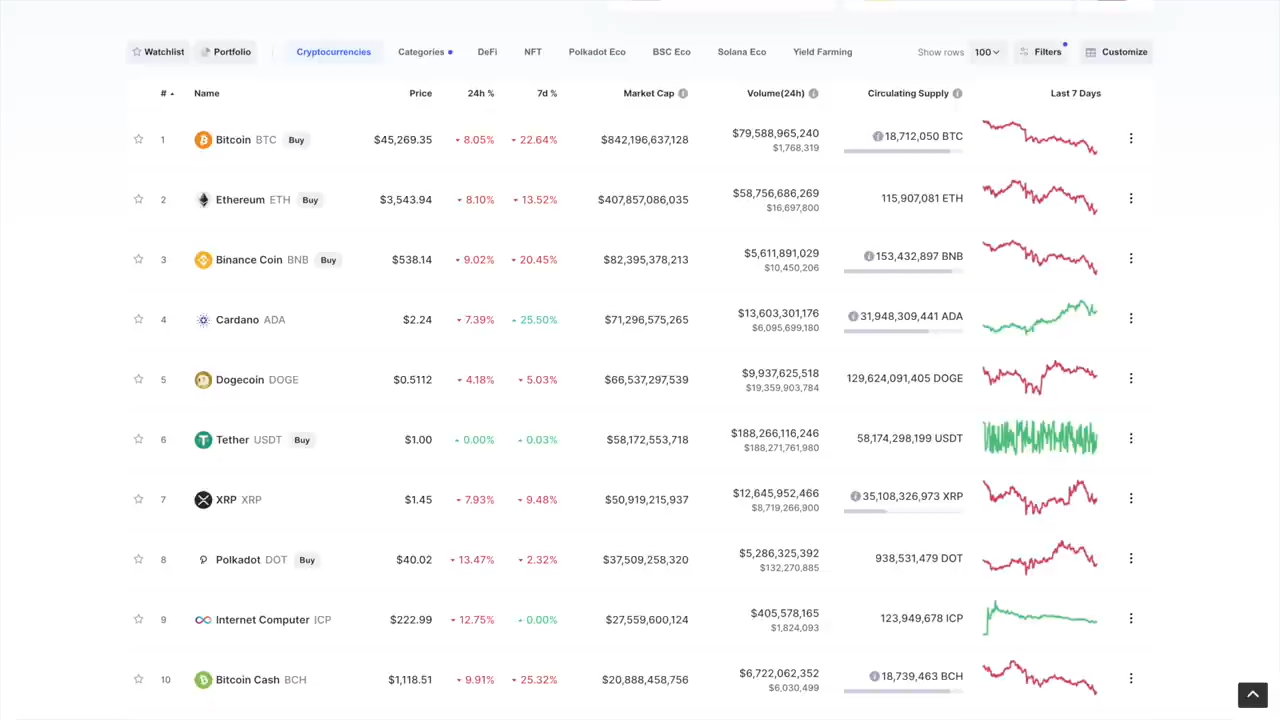 Watchlist Portfolio Cryptocurrencies Categories DeFi NFT Polkadot Eco BSC Eco Solana Eco Yield Farming Show rows 100 Filters Customize
# Name Price 24h % 7d % Market Cap Volume(24h) Circulating Supply Last 7 Days
1 Bitcoin BTC Buy $45,269.35 8.05% 22.64% $842,196,637,128 $79,588,965,240 18,712,050 BTC
$1,768,319
2 Ethereum ETH Buy $3,543.94 8.10% 13.52% $407,857,086,035 $58,756,686,269 115,907,081 ETH
$16,697,800
3 Binance Coin BNB Buy $538.14 9.02% 20.45% $82,395,378,213 $5,611,891,029 153,432,897 BNB
$10,450,206
4 Cardano ADA $2.24 7.39% 25.50% $71,296,575,265 $13,603,301,176 31,948,309,441 ADA
$6,095,699,180
5 Dogecoin DOGE $0.5112 4.18% 5.03% $66,537,297,539 $9,937,625,518 129,624,091,405 DOGE
$19,359,903,784
6 Tether USDT Buy $1.00 0.00% 0.03% $58,172,553,718 $188,266,116,246 58,174,298,199 USDT
$188,271,761,980
7 XRP XRP $1.45 7.93% 9.48% $50,919,215,937 $12,645,952,466 35,108,326,973 XRP
$8,719,266,900
8 Polkadot DOT Buy $40.02 13.47% 2.32% $37,509,258,320 $5,286,325,392 938,531,479 DOT
$132,270,885
9 Internet Computer ICP $222.99 12.75% 0.00% $27,559,600,124 $405,578,165 123,949,678 ICP
$1,824,093
10 Bitcoin Cash BCH $1,118.51 9.91% 25.32% $20,888,458,756 $6,722,062,352 18,739,463 BCH
$6,030,499